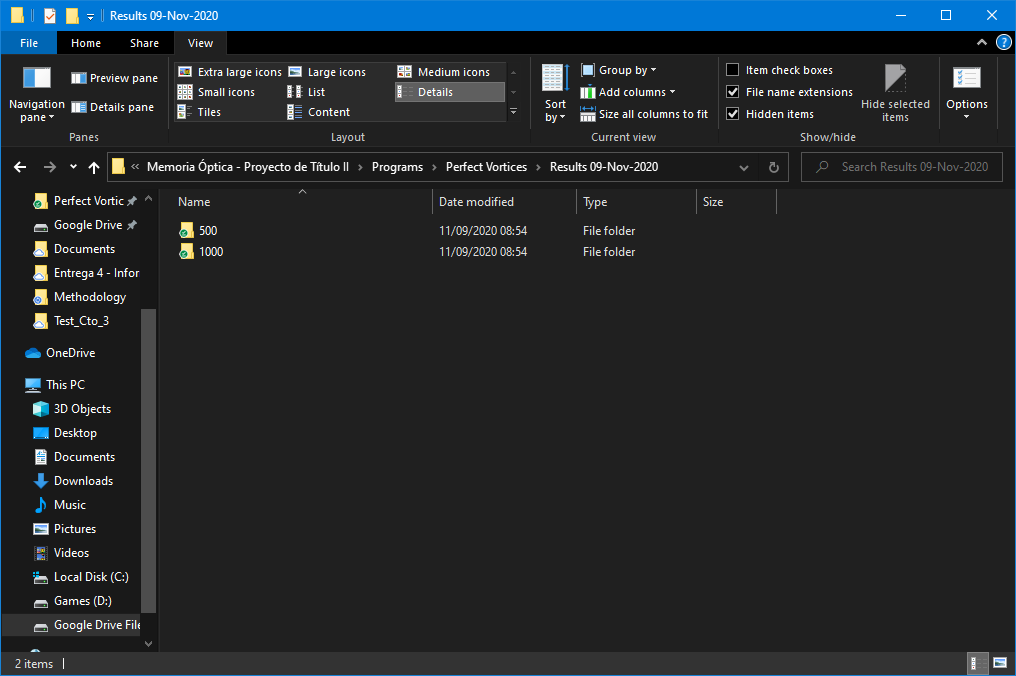 Results 09-Nov-2020
File Home Share View
Navigation pane
Preview pane
Details pane
Panes
Extra large icons Large icons Medium icons
Small icons List Details
Tiles Content
Layout
Sort by
Group by
Add columns
Size all columns to fit
Current view
Item check boxes
File name extensions
Hidden items
Hide selected items
Show/hide
Options
« Memoria Óptica - Proyecto de Título II > Programs > Perfect Vortices > Results 09-Nov-2020
Search Results 09-Nov-2020
Perfect Vortic
Google Drive
Documents
Entrega 4 - Infor
Methodology
Test_Cto_3
OneDrive
This PC
3D Objects
Desktop
Documents
Downloads
Music
Pictures
Videos
Local Disk (C:)
Games (D:)
Google Drive File
Name Date modified Type Size
500 11/09/2020 08:54 File folder
1000 11/09/2020 08:54 File folder
2 items